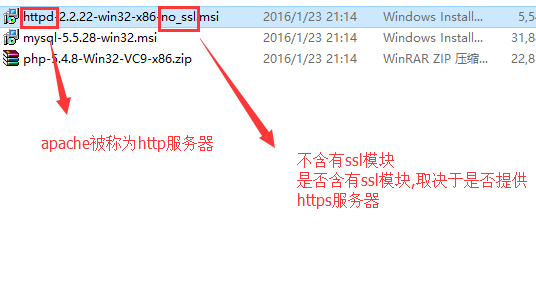 httpd-2.2.22-win32-x86-no_ssl.msi 2016/1/23 21:14 Windows Install... 5,5
mysql-5.5.28-win32.msi 2016/1/23 21:14 Windows Install... 31,8
php-5.4.8-Win32-VC9-x86.zip 2016/1/23 21:14 WinRAR ZIP 压缩... 22,8
apache被称为http服务器
不含有ssl模块
是否含有ssl模块,取决于是否提供
https服务器